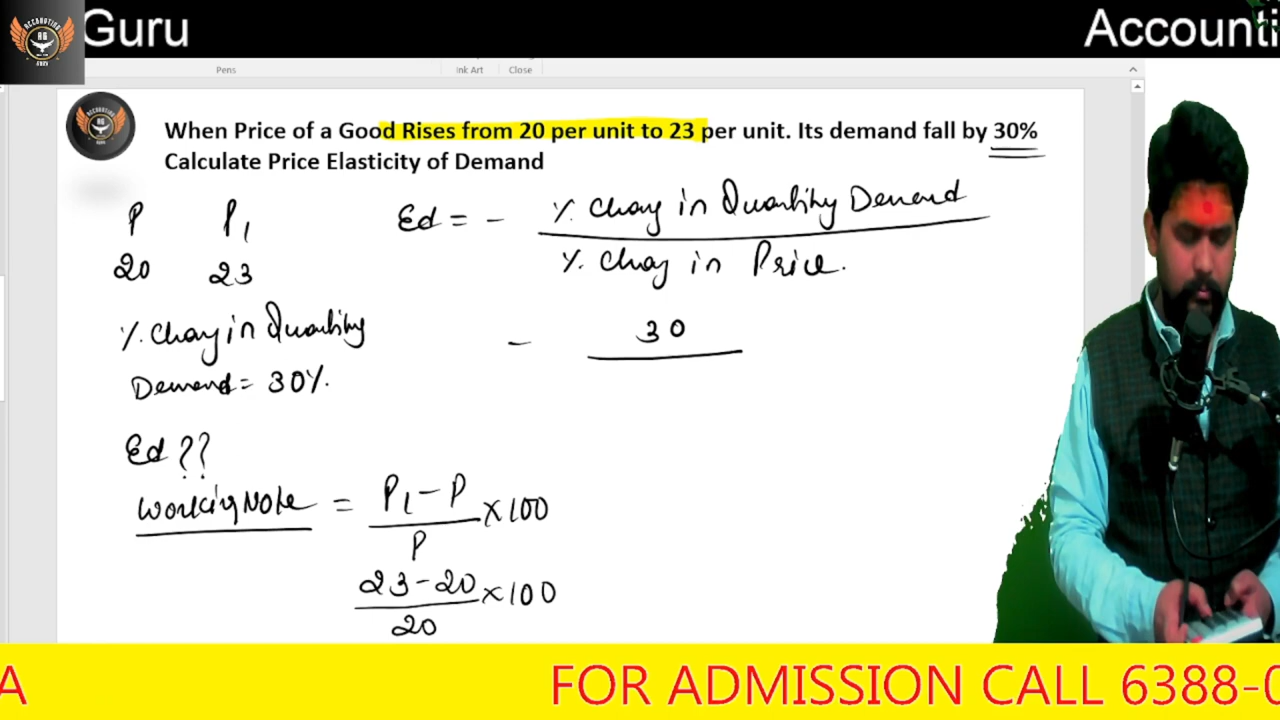 Guru
Accounti
Pens
Ink Art
Close
When Price of a Good Rises from 20 per unit to 23 per unit. Its demand fall by 30%
Calculate Price Elasticity of Demand
P P1
20 23
% Chang in Quantity
Demand = 30%.
Ed ??
Ed = - % Chang in Quantity Demand
% Chang in Price.
- 30
Working Note = P1 - P × 100
P
23 - 20 × 100
20
A
FOR ADMISSION CALL 6388-0